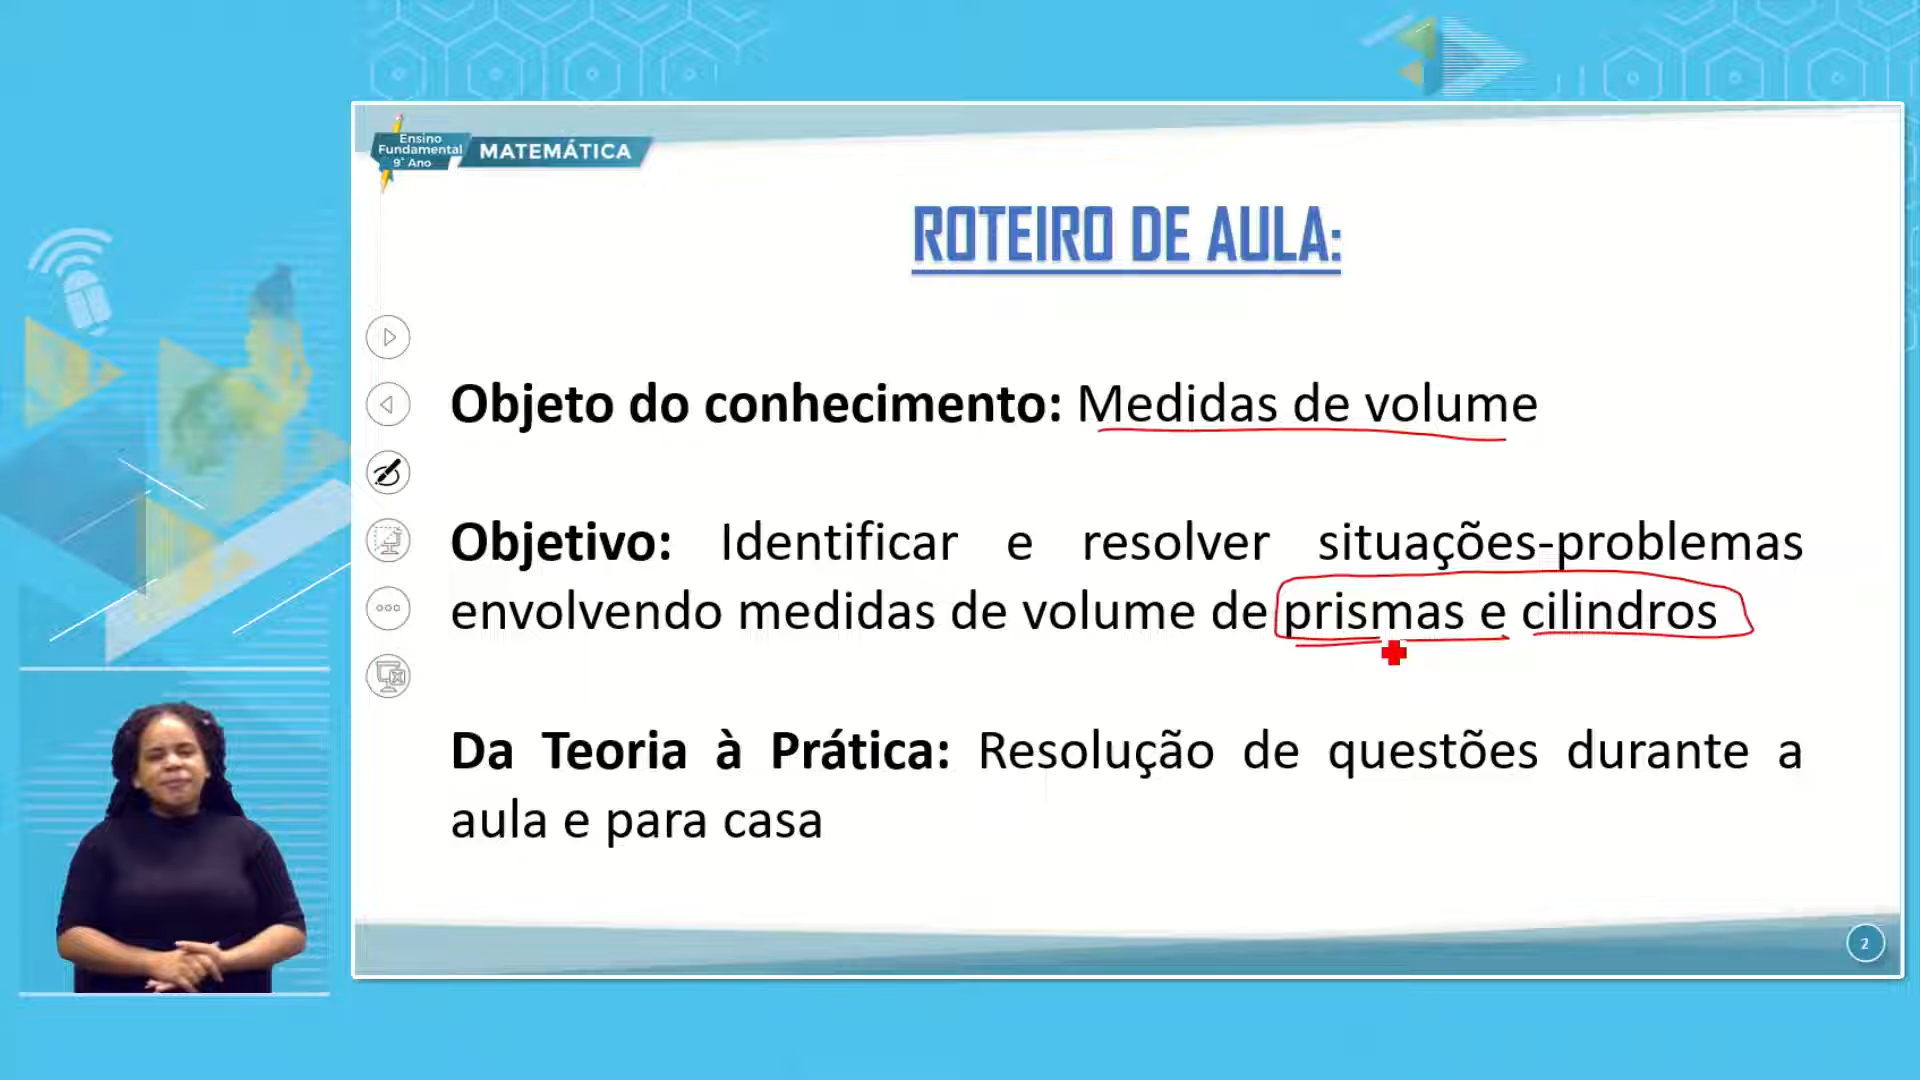 Ensino
Fundamental
9° Ano
MATEMÁTICA
ROTEIRO DE AULA:
Objeto do conhecimento: Medidas de volume
Objetivo: Identificar e resolver situações-problemas
envolvendo medidas de volume de prismas e cilindros
Da Teoria à Prática: Resolução de questões durante a
aula e para casa
2